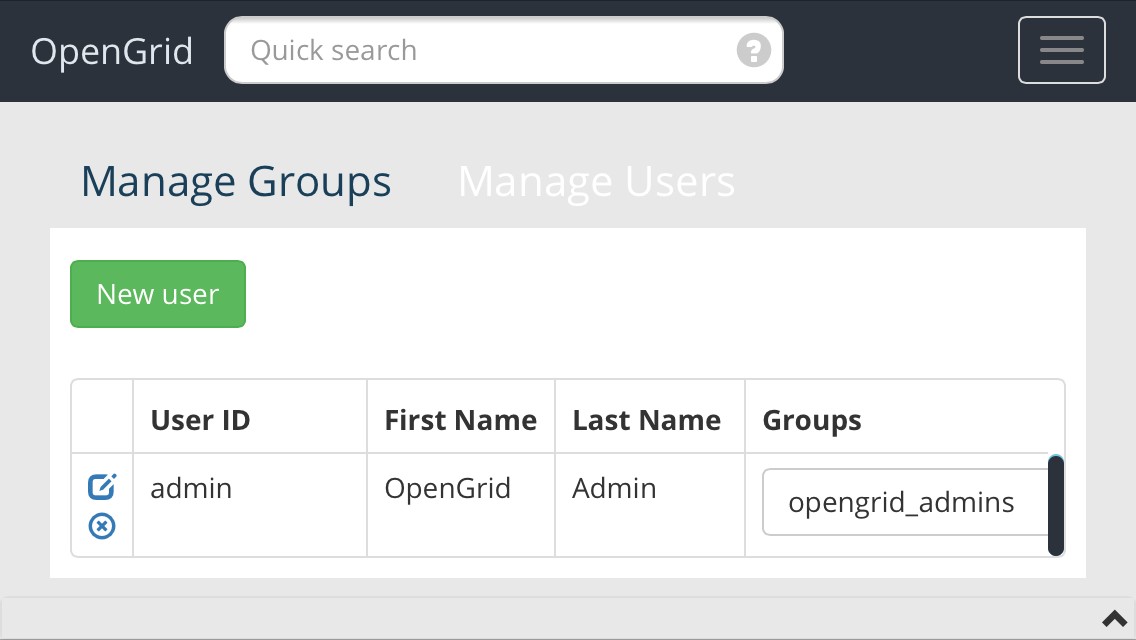 OpenGrid Quick search ?
Manage Groups Manage Users
New user
User ID First Name Last Name Groups
admin OpenGrid Admin opengrid_admins